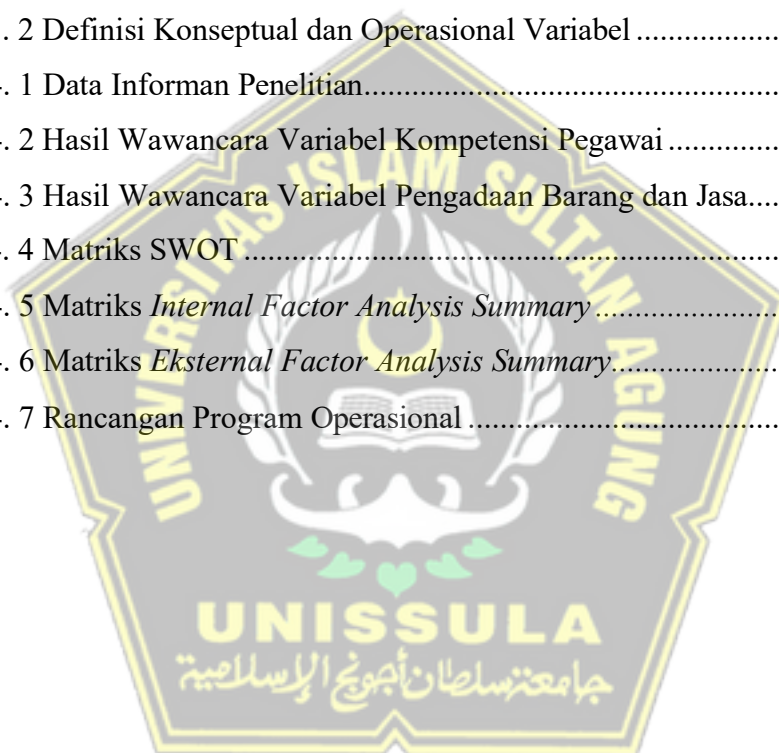 . 2 Definisi Konseptual dan Operasional Variabel ..................
. 1 Data Informan Penelitian.....................................................
. 2 Hasil Wawancara Variabel Kompetensi Pegawai ..............
. 3 Hasil Wawancara Variabel Pengadaan Barang dan Jasa....
. 4 Matriks SWOT ....................................................................
. 5 Matriks Internal Factor Analysis Summary .......................
. 6 Matriks Eksternal Factor Analysis Summary.....................
. 7 Rancangan Program Operasional .......................................
UNIVERSITAS ISLAM SULTAN AGUNG
UNISSULA
جامعة سلطان أجونج الإسلامية